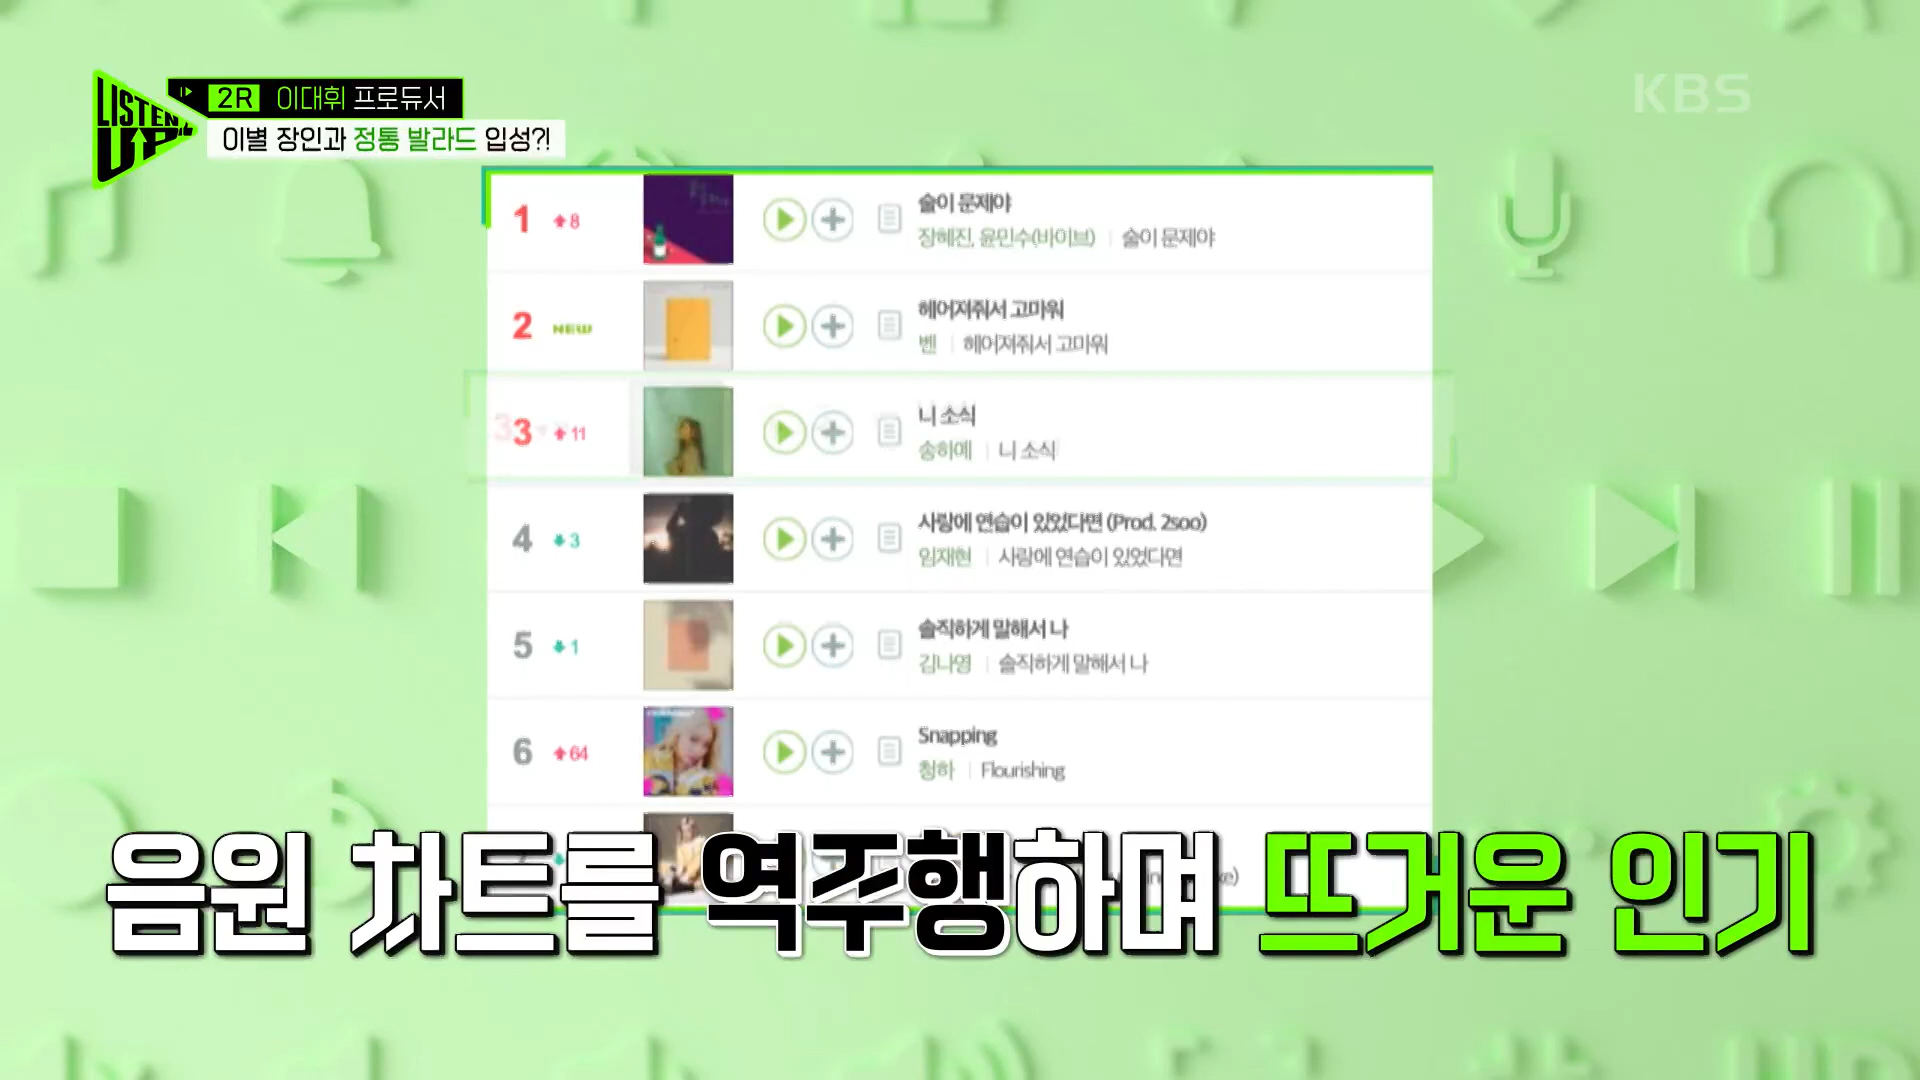 LISTEN UP
2R 이대휘 프로듀서
이별 장인과 정통 발라드 입성?!
KBS
1 8 술이 문제야
장혜진, 윤민수(바이브) 술이 문제야
2 NEW 헤어져줘서 고마워
벤 헤어져줘서 고마워
3 11 니 소식
송하예 니 소식
4 3 사랑에 연습이 있었다면 (Prod. 2soo)
임재현 사랑에 연습이 있었다면
5 1 솔직하게 말해서 나
김나영 솔직하게 말해서 나
6 64 Snapping
청하 Flourishing
음원 차트를 역주행하며 뜨거운 인기